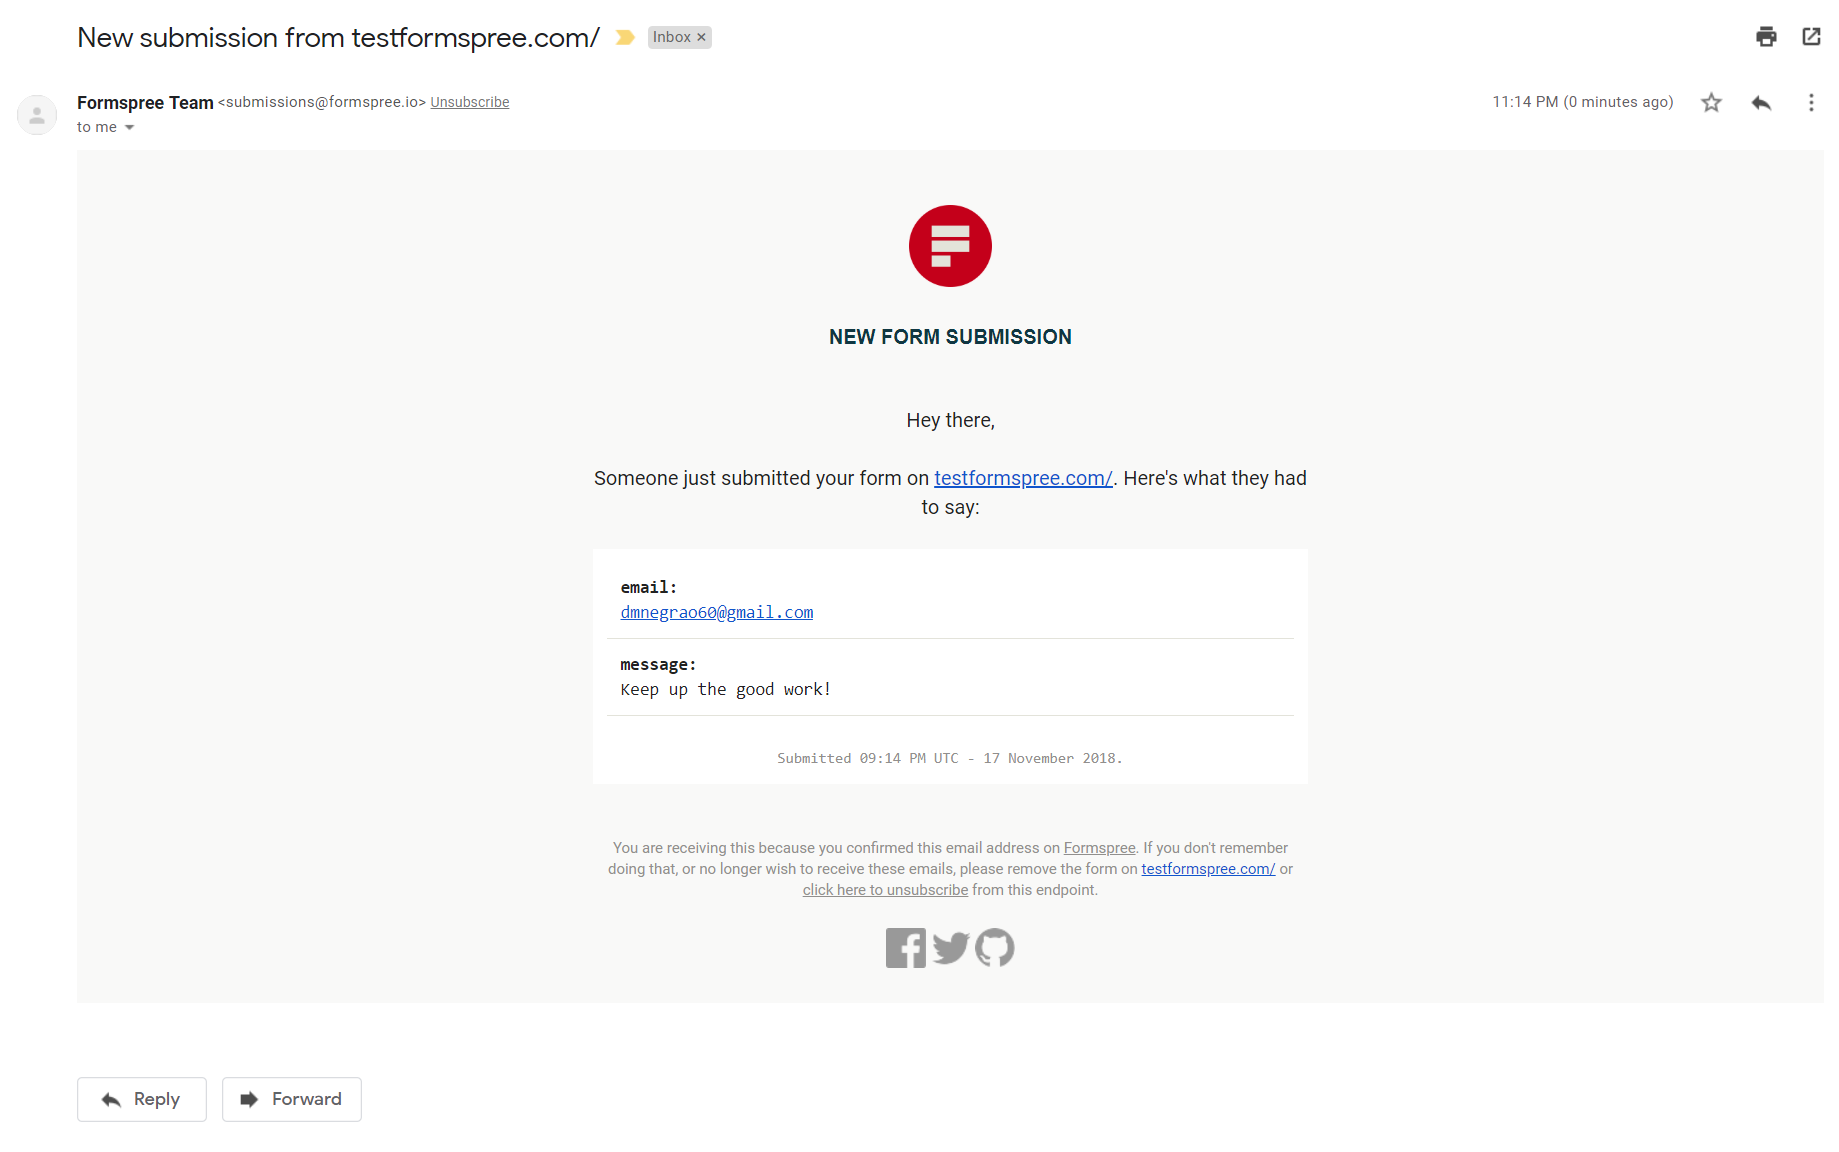 New submission from testformspree.com/ Inbox ×
Formspree Team <submissions@formspree.io> Unsubscribe 11:14 PM (0 minutes ago)
to me
NEW FORM SUBMISSION
Hey there,
Someone just submitted your form on testformspree.com/. Here's what they had
to say:
email:
dmnegrao60@gmail.com
message:
Keep up the good work!
Submitted 09:14 PM UTC - 17 November 2018.
You are receiving this because you confirmed this email address on Formspree. If you don't remember
doing that, or no longer wish to receive these emails, please remove the form on testformspree.com/ or
click here to unsubscribe from this endpoint.
Reply Forward